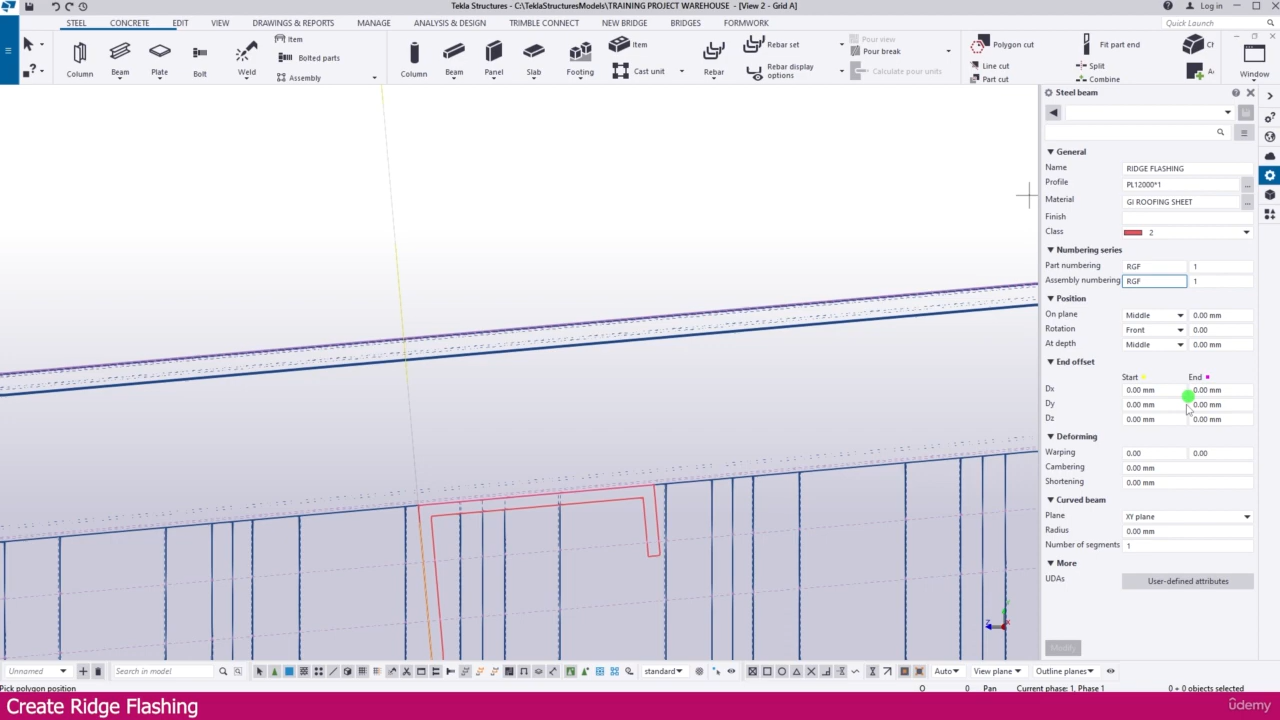 Tekla Structures - C:\TeklaStructuresModels\TRAINING PROJECT WAREHOUSE - [View 2 - Grid A]
Log in
STEEL CONCRETE EDIT VIEW DRAWINGS & REPORTS MANAGE ANALYSIS & DESIGN TRIMBLE CONNECT NEW BRIDGE BRIDGES FORMWORK
Quick Launch
Column Beam Plate Bolt Weld
Item
Bolted parts
Assembly
Column Beam Panel Slab Footing
Item
Cast unit
Rebar
Rebar set
Rebar display options
Pour view
Pour break
Calculate pour units
Polygon cut
Line cut
Part cut
Fit part end
Split
Combine
Window
Steel beam
General
Name RIDGE FLASHING
Profile PL12000*1 ...
Material GI ROOFING SHEET ...
Finish
Class 2
Numbering series
Part numbering RGF 1
Assembly numbering RGF 1
Position
On plane Middle 0.00 mm
Rotation Front 0.00
At depth Middle 0.00 mm
End offset
Start End
Dx 0.00 mm 0.00 mm
Dy 0.00 mm 0.00 mm
Dz 0.00 mm 0.00 mm
Deforming
Warping 0.00 0.00
Cambering 0.00 mm
Shortening 0.00 mm
Curved beam
Plane XY plane
Radius 0.00 mm
Number of segments 1
More
UDAs User-defined attributes
Modify
Unnamed Search in model standard Auto View plane Outline planes
Pick polygon position O 0 Pan Current phase: 1, Phase 1 0 + 0 objects selected
Create Ridge Flashing
ûdemy